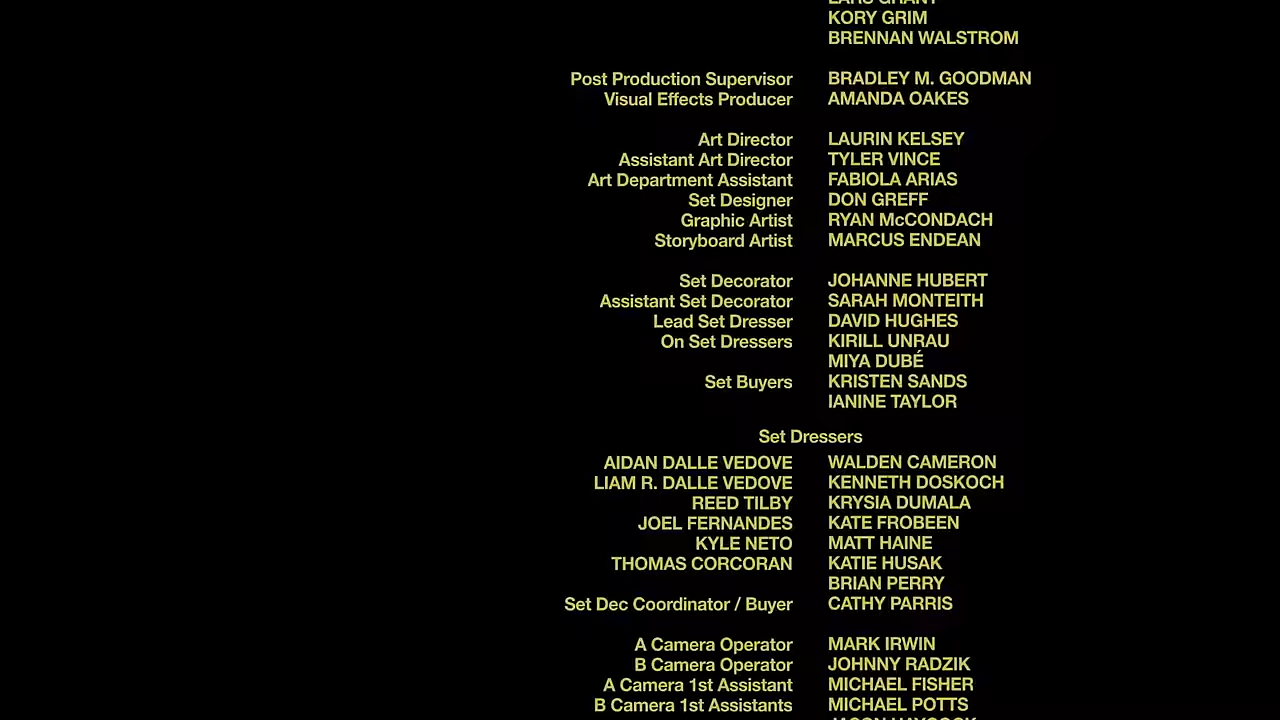 LARS GRANT
KORY GRIM
BRENNAN WALSTROM
Post Production Supervisor BRADLEY M. GOODMAN
Visual Effects Producer AMANDA OAKES
Art Director LAURIN KELSEY
Assistant Art Director TYLER VINCE
Art Department Assistant FABIOLA ARIAS
Set Designer DON GREFF
Graphic Artist RYAN McCONDACH
Storyboard Artist MARCUS ENDEAN
Set Decorator JOHANNE HUBERT
Assistant Set Decorator SARAH MONTEITH
Lead Set Dresser DAVID HUGHES
On Set Dressers KIRILL UNRAU
MIYA DUBÉ
Set Buyers KRISTEN SANDS
IANINE TAYLOR
Set Dressers
AIDAN DALLE VEDOVE WALDEN CAMERON
LIAM R. DALLE VEDOVE KENNETH DOSKOCH
REED TILBY KRYSIA DUMALA
JOEL FERNANDES KATE FROBEEN
KYLE NETO MATT HAINE
THOMAS CORCORAN KATIE HUSAK
BRIAN PERRY
Set Dec Coordinator / Buyer CATHY PARRIS
A Camera Operator MARK IRWIN
B Camera Operator JOHNNY RADZIK
A Camera 1st Assistant MICHAEL FISHER
B Camera 1st Assistants MICHAEL POTTS